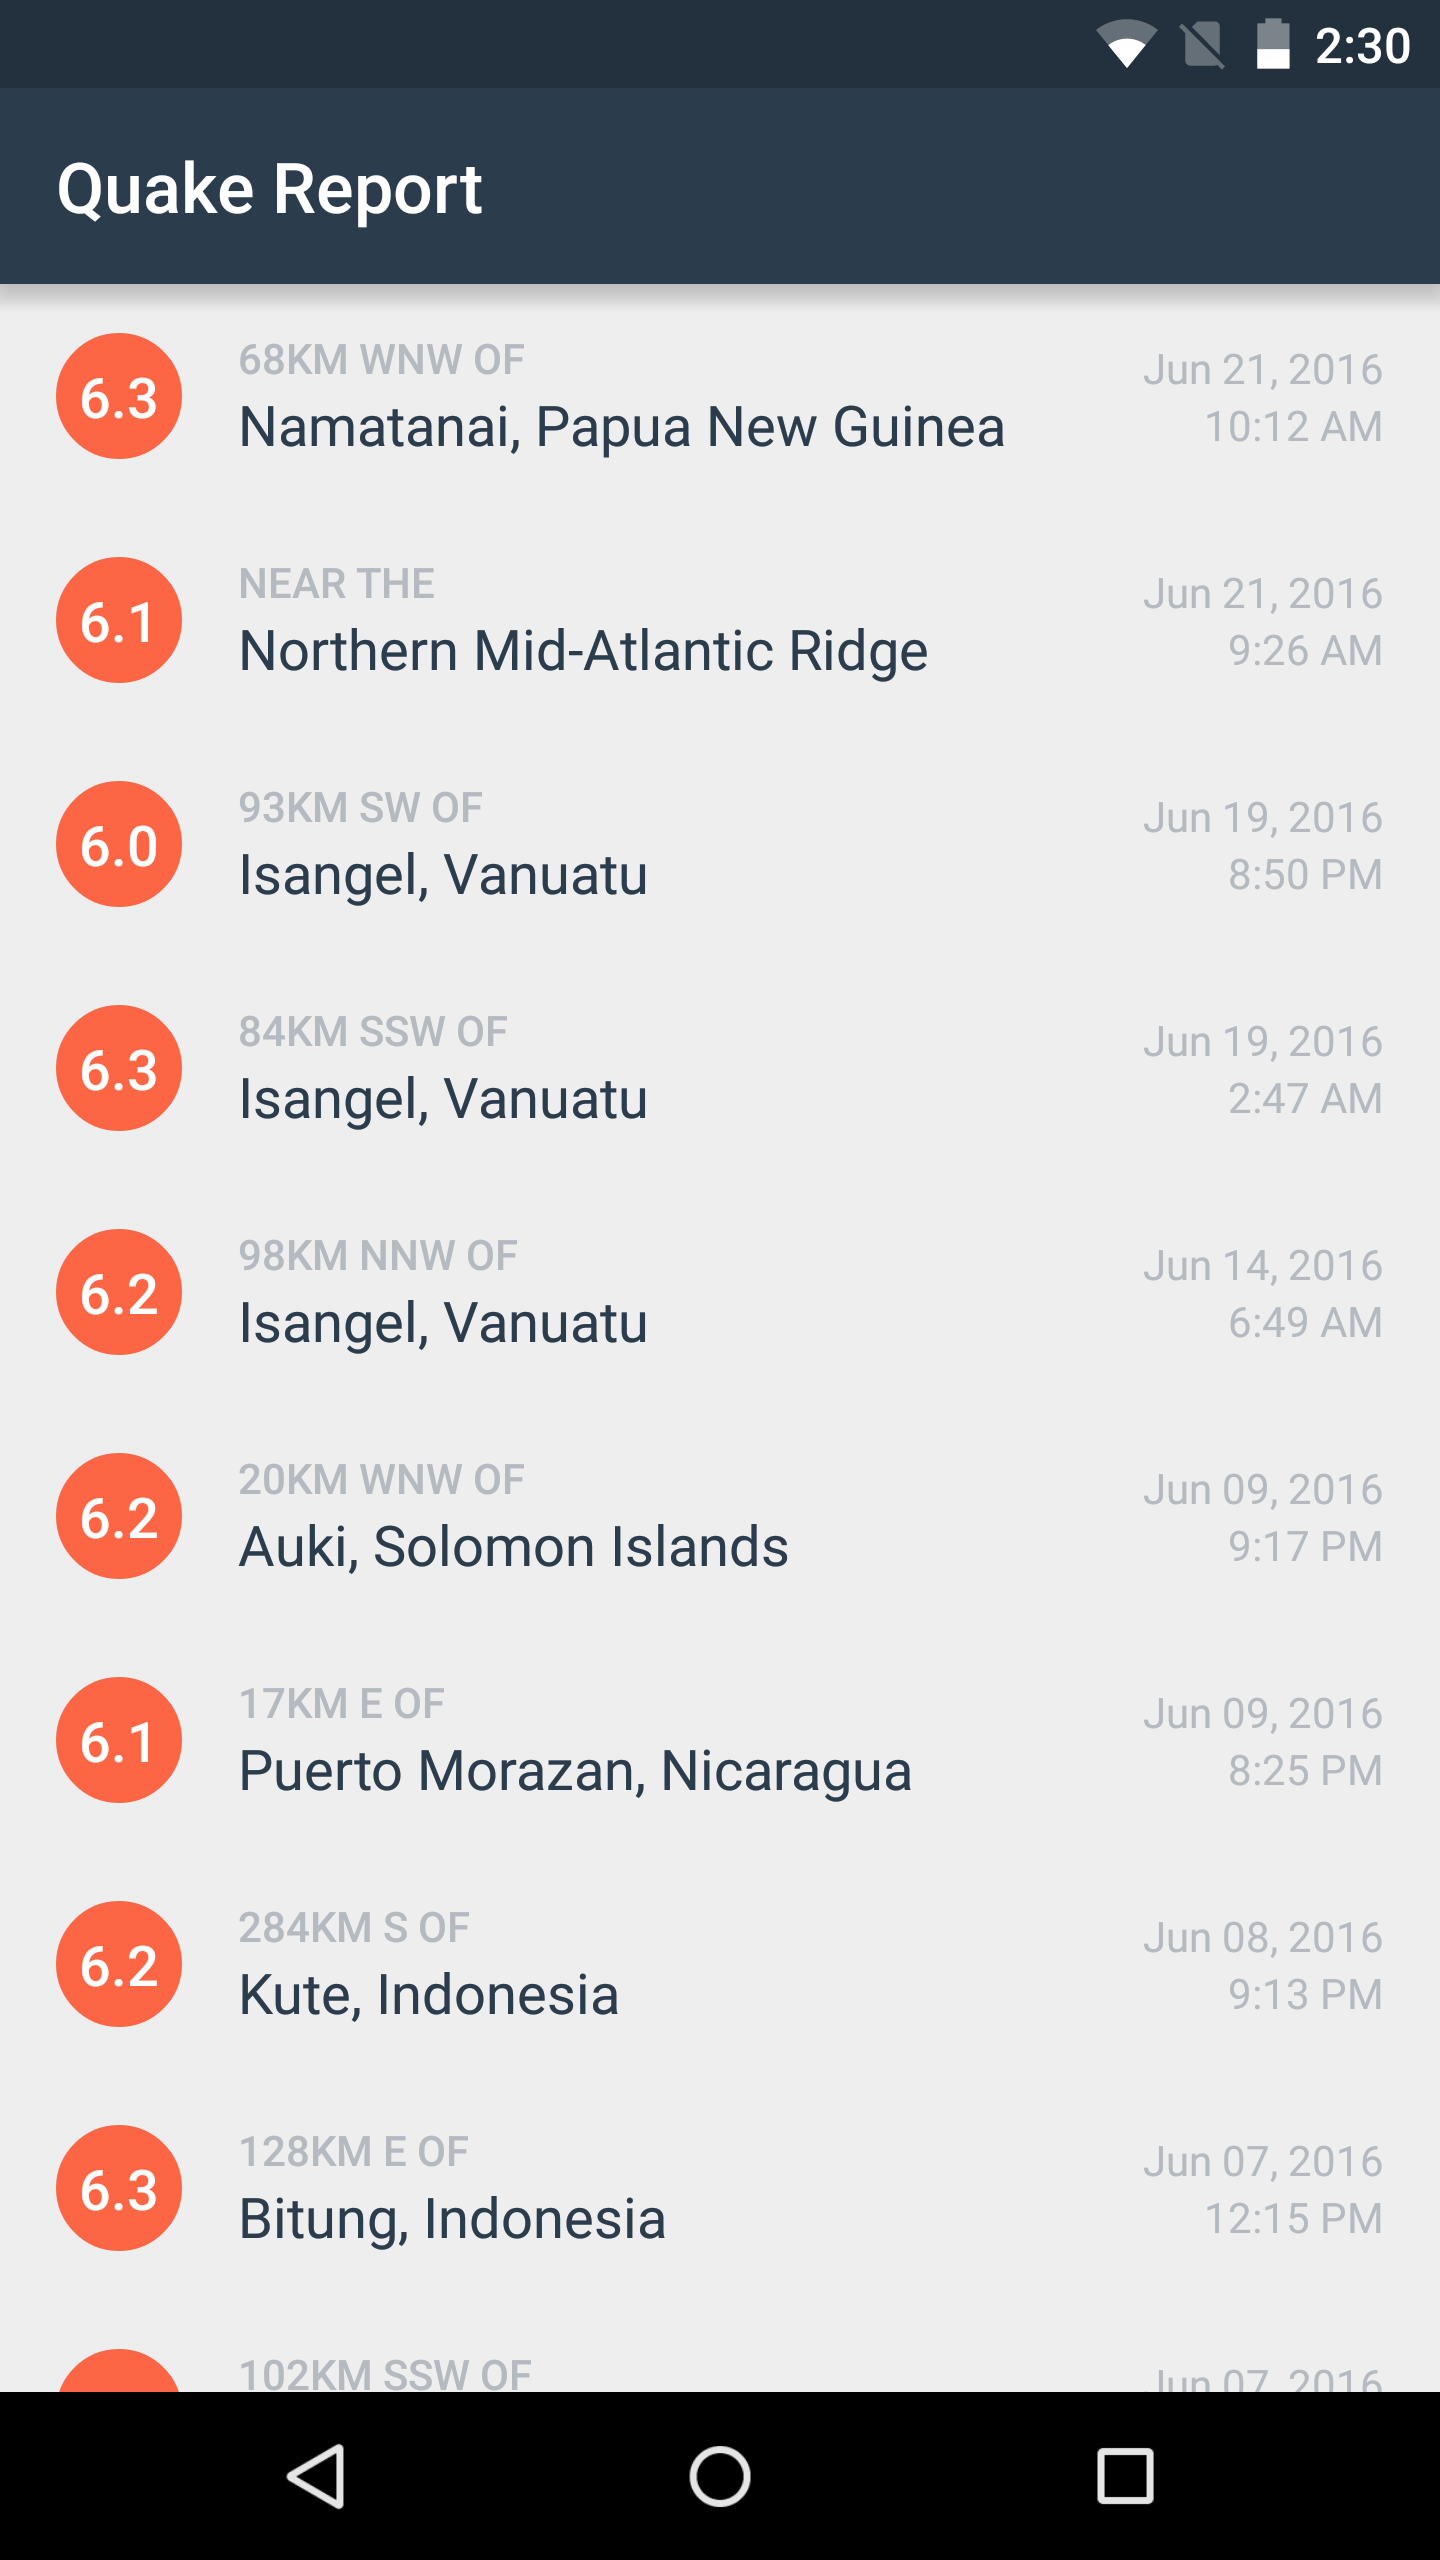 2:30
Quake Report
6.3
68KM WNW OF
Namatanai, Papua New Guinea
Jun 21, 2016
10:12 AM
6.1
NEAR THE
Northern Mid-Atlantic Ridge
Jun 21, 2016
9:26 AM
6.0
93KM SW OF
Isangel, Vanuatu
Jun 19, 2016
8:50 PM
6.3
84KM SSW OF
Isangel, Vanuatu
Jun 19, 2016
2:47 AM
6.2
98KM NNW OF
Isangel, Vanuatu
Jun 14, 2016
6:49 AM
6.2
20KM WNW OF
Auki, Solomon Islands
Jun 09, 2016
9:17 PM
6.1
17KM E OF
Puerto Morazan, Nicaragua
Jun 09, 2016
8:25 PM
6.2
284KM S OF
Kute, Indonesia
Jun 08, 2016
9:13 PM
6.3
128KM E OF
Bitung, Indonesia
Jun 07, 2016
12:15 PM
102KM SSW OF
Jun 07, 2016